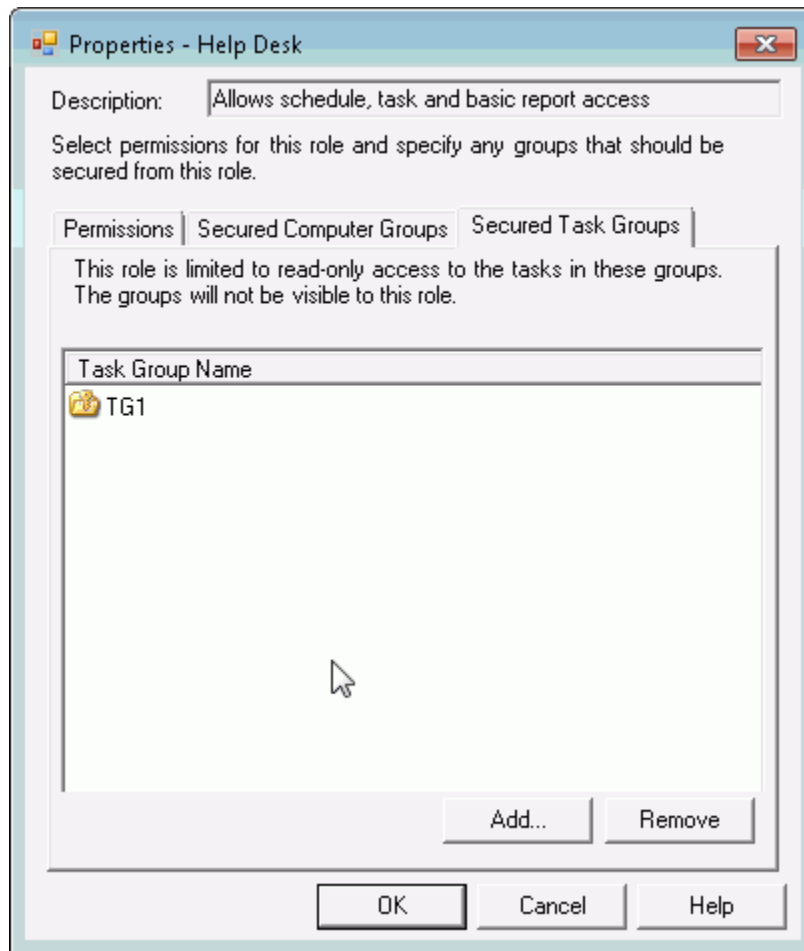 Properties - Help Desk
Description: Allows schedule, task and basic report access
Select permissions for this role and specify any groups that should be
secured from this role.
Permissions Secured Computer Groups Secured Task Groups
This role is limited to read-only access to the tasks in these groups.
The groups will not be visible to this role.
Task Group Name
TG1
Add... Remove
OK Cancel Help